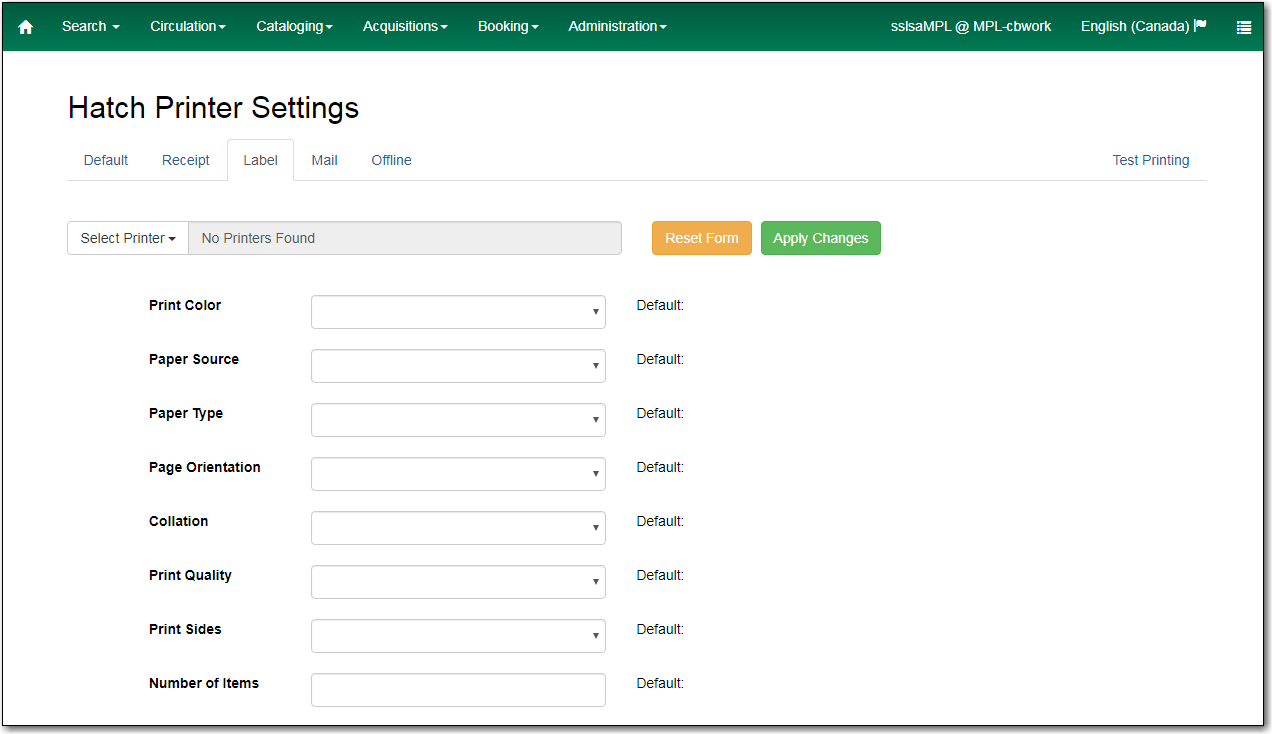 Search Circulation Cataloging Acquisitions Booking Administration sslsaMPL @ MPL-cbwork English (Canada)
Hatch Printer Settings
Default Receipt Label Mail Offline Test Printing
Select Printer No Printers Found Reset Form Apply Changes
Print Color Default:
Paper Source Default:
Paper Type Default:
Page Orientation Default:
Collation Default:
Print Quality Default:
Print Sides Default:
Number of Items Default: